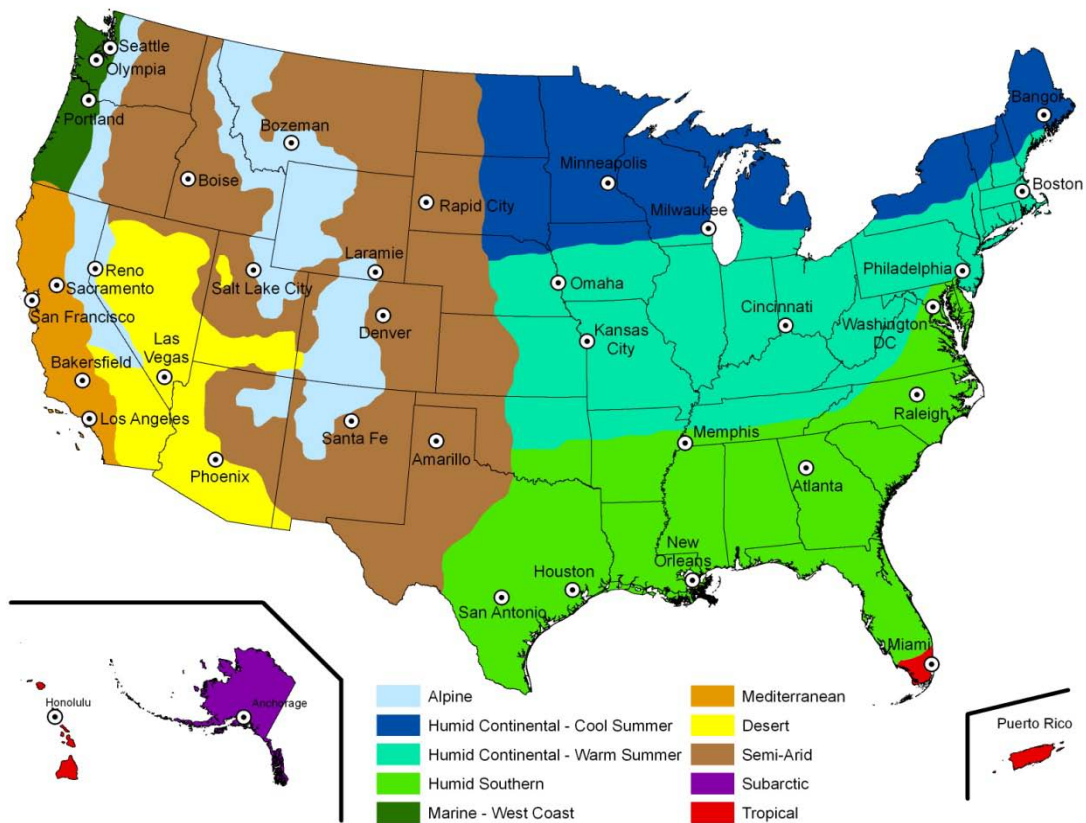 Seattle
Olympia
Portland
Bozeman
Boise
Minneapolis
Bangor
Rapid City
Milwaukee
Boston
Laramie
Reno
Sacramento
Salt Lake City
Omaha
Philadelphia
San Francisco
Denver
Cincinnati
Washington
DC
Kansas
City
Las
Vegas
Bakersfield
Los Angeles
Raleigh
Santa Fe
Memphis
Amarillo
Phoenix
Atlanta
New
Orleans
Houston
San Antonio
Miami
Honolulu
Anchorage
Puerto Rico
Alpine
Humid Continental - Cool Summer
Humid Continental - Warm Summer
Humid Southern
Marine - West Coast
Mediterranean
Desert
Semi-Arid
Subarctic
Tropical